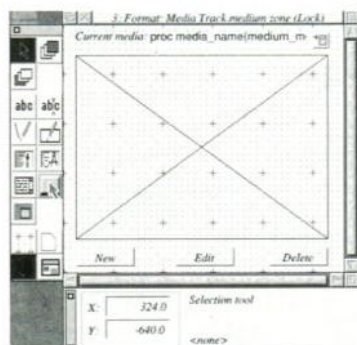 3: Format: Media Track medium zone (Lock)
Current media: proc media_name(medium_m
abc abc
New Edit Delete
X: 324.0 Selection tool
Y: -640.0
<none>